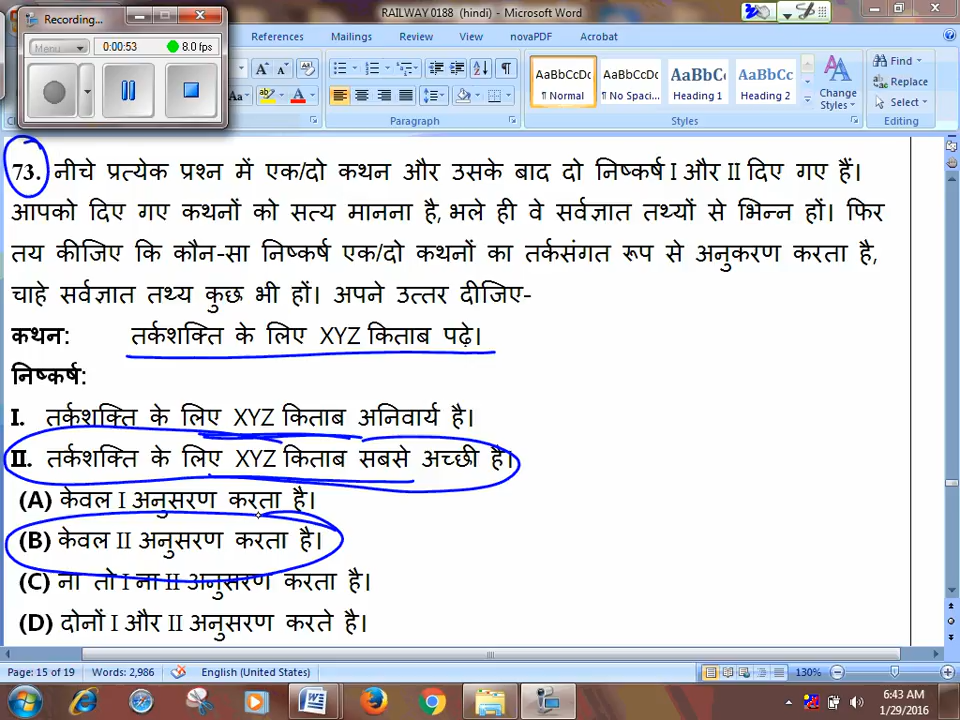 Recording...
RAILWAY 0188 (hindi) - Microsoft Word
Menu
0:00:53
8.0 fps
References Mailings Review View novaPDF Acrobat
AaBbCcDc AaBbCcDc AaBbCc AaBbCc
¶ Normal ¶ No Spaci... Heading 1 Heading 2
Change Styles
Find
Replace
Select
Paragraph Styles Editing
73. नीचे प्रत्येक प्रश्न में एक/दो कथन और उसके बाद दो निष्कर्ष I और II दिए गए हैं।
आपको दिए गए कथनों को सत्य मानना है, भले ही वे सर्वज्ञात तथ्यों से भिन्न हों। फिर
तय कीजिए कि कौन-सा निष्कर्ष एक/दो कथनों का तर्कसंगत रूप से अनुकरण करता है,
चाहे सर्वज्ञात तथ्य कुछ भी हों। अपने उत्तर दीजिए-
कथन: तर्कशक्ति के लिए XYZ किताब पढ़े।
निष्कर्ष:
I. तर्कशक्ति के लिए XYZ किताब अनिवार्य है।
II. तर्कशक्ति के लिए XYZ किताब सबसे अच्छी है।
(A) केवल I अनुसरण करता है।
(B) केवल II अनुसरण करता है।
(C) ना तो I ना II अनुसरण करता है।
(D) दोनों I और II अनुसरण करते है।
Page: 15 of 19 Words: 2,986 English (United States) 130%
6:43 AM
1/29/2016